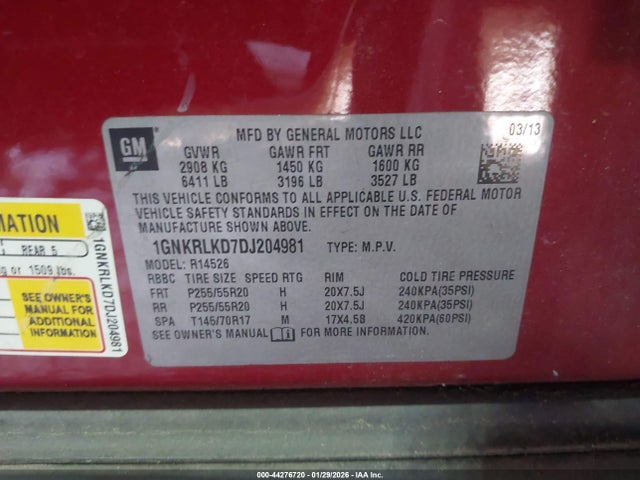 GM
MFD BY GENERAL MOTORS LLC
03/13
GVWR GAWR FRT GAWR RR
2908 KG 1450 KG 1600 KG
6411 LB 3196 LB 3527 LB
THIS VEHICLE CONFORMS TO ALL APPLICABLE U.S. FEDERAL MOTOR
VEHICLE SAFETY STANDARDS IN EFFECT ON THE DATE OF
MANUFACTURE SHOWN ABOVE.
1GNKRLKD7DJ204981 TYPE: M.P.V.
MODEL: R14526
RBBC TIRE SIZE SPEED RTG RIM COLD TIRE PRESSURE
FRT P255/55R20 H 20X7.5J 240KPA(35PSI)
RR P255/55R20 H 20X7.5J 240KPA(35PSI)
SPA T145/70R17 M 17X4.5B 420KPA(60PSI)
SEE OWNER'S MANUAL FOR MORE INFORMATION.
REAR 5
or 1509 lbs.
SEE OWNER'S
MANUAL FOR
ADDITIONAL
INFORMATION
1GNKRLKD7DJ204981
000-44276720 - 01/29/2026 - IAA Inc.